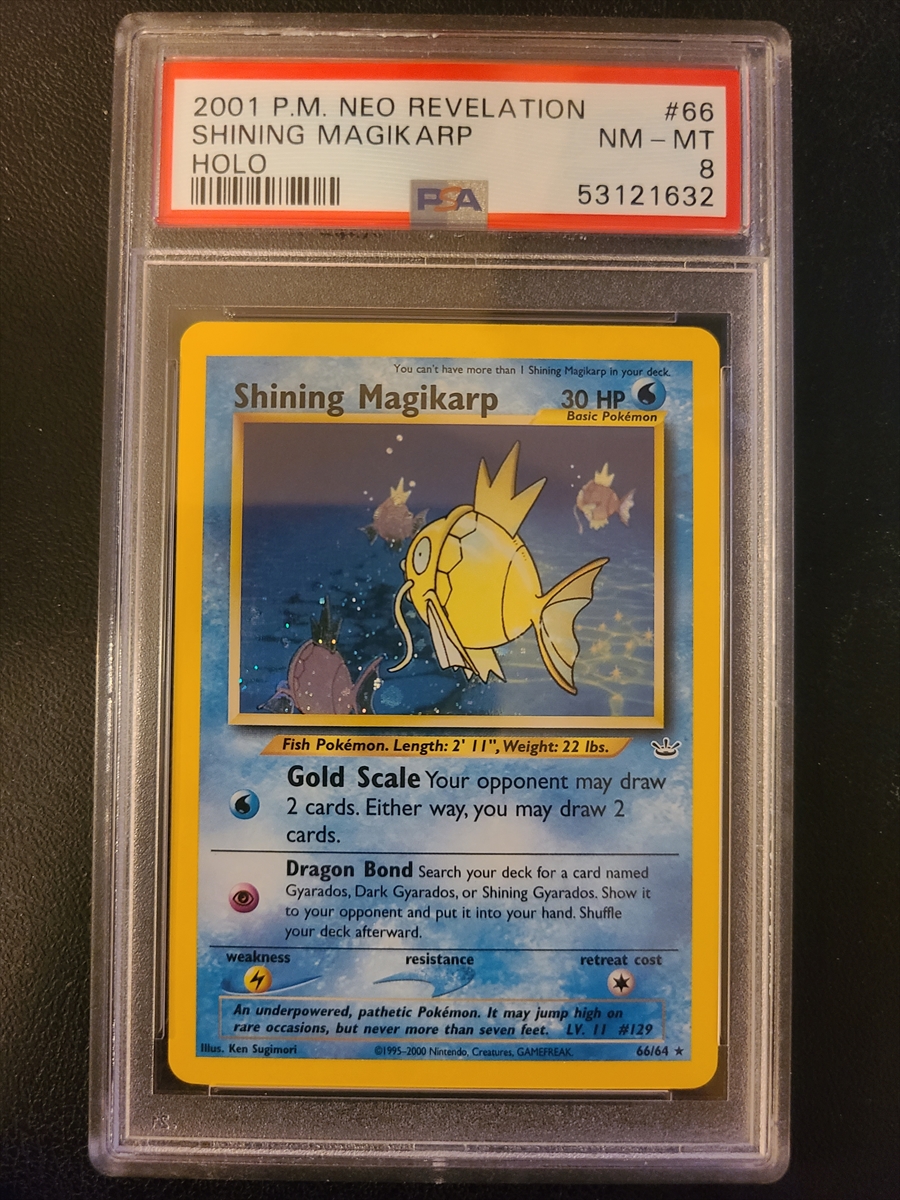 2001 P.M. NEO REVELATION #66
SHINING MAGIKARP NM - MT
HOLO 8
PSA 53121632
You can't have more than 1 Shining Magikarp in your deck.
Shining Magikarp 30 HP
Basic Pokémon
Fish Pokémon. Length: 2' 11", Weight: 22 lbs.
Gold Scale Your opponent may draw
2 cards. Either way, you may draw 2
cards.
Dragon Bond Search your deck for a card named
Gyarados, Dark Gyarados, or Shining Gyarados. Show it
to your opponent and put it into your hand. Shuffle
your deck afterward.
weakness resistance retreat cost
An underpowered, pathetic Pokémon. It may jump high on
rare occasions, but never more than seven feet. LV. 11 #129
Illus. Ken Sugimori ©1995-2000 Nintendo, Creatures, GAMEFREAK. 66/64 ★